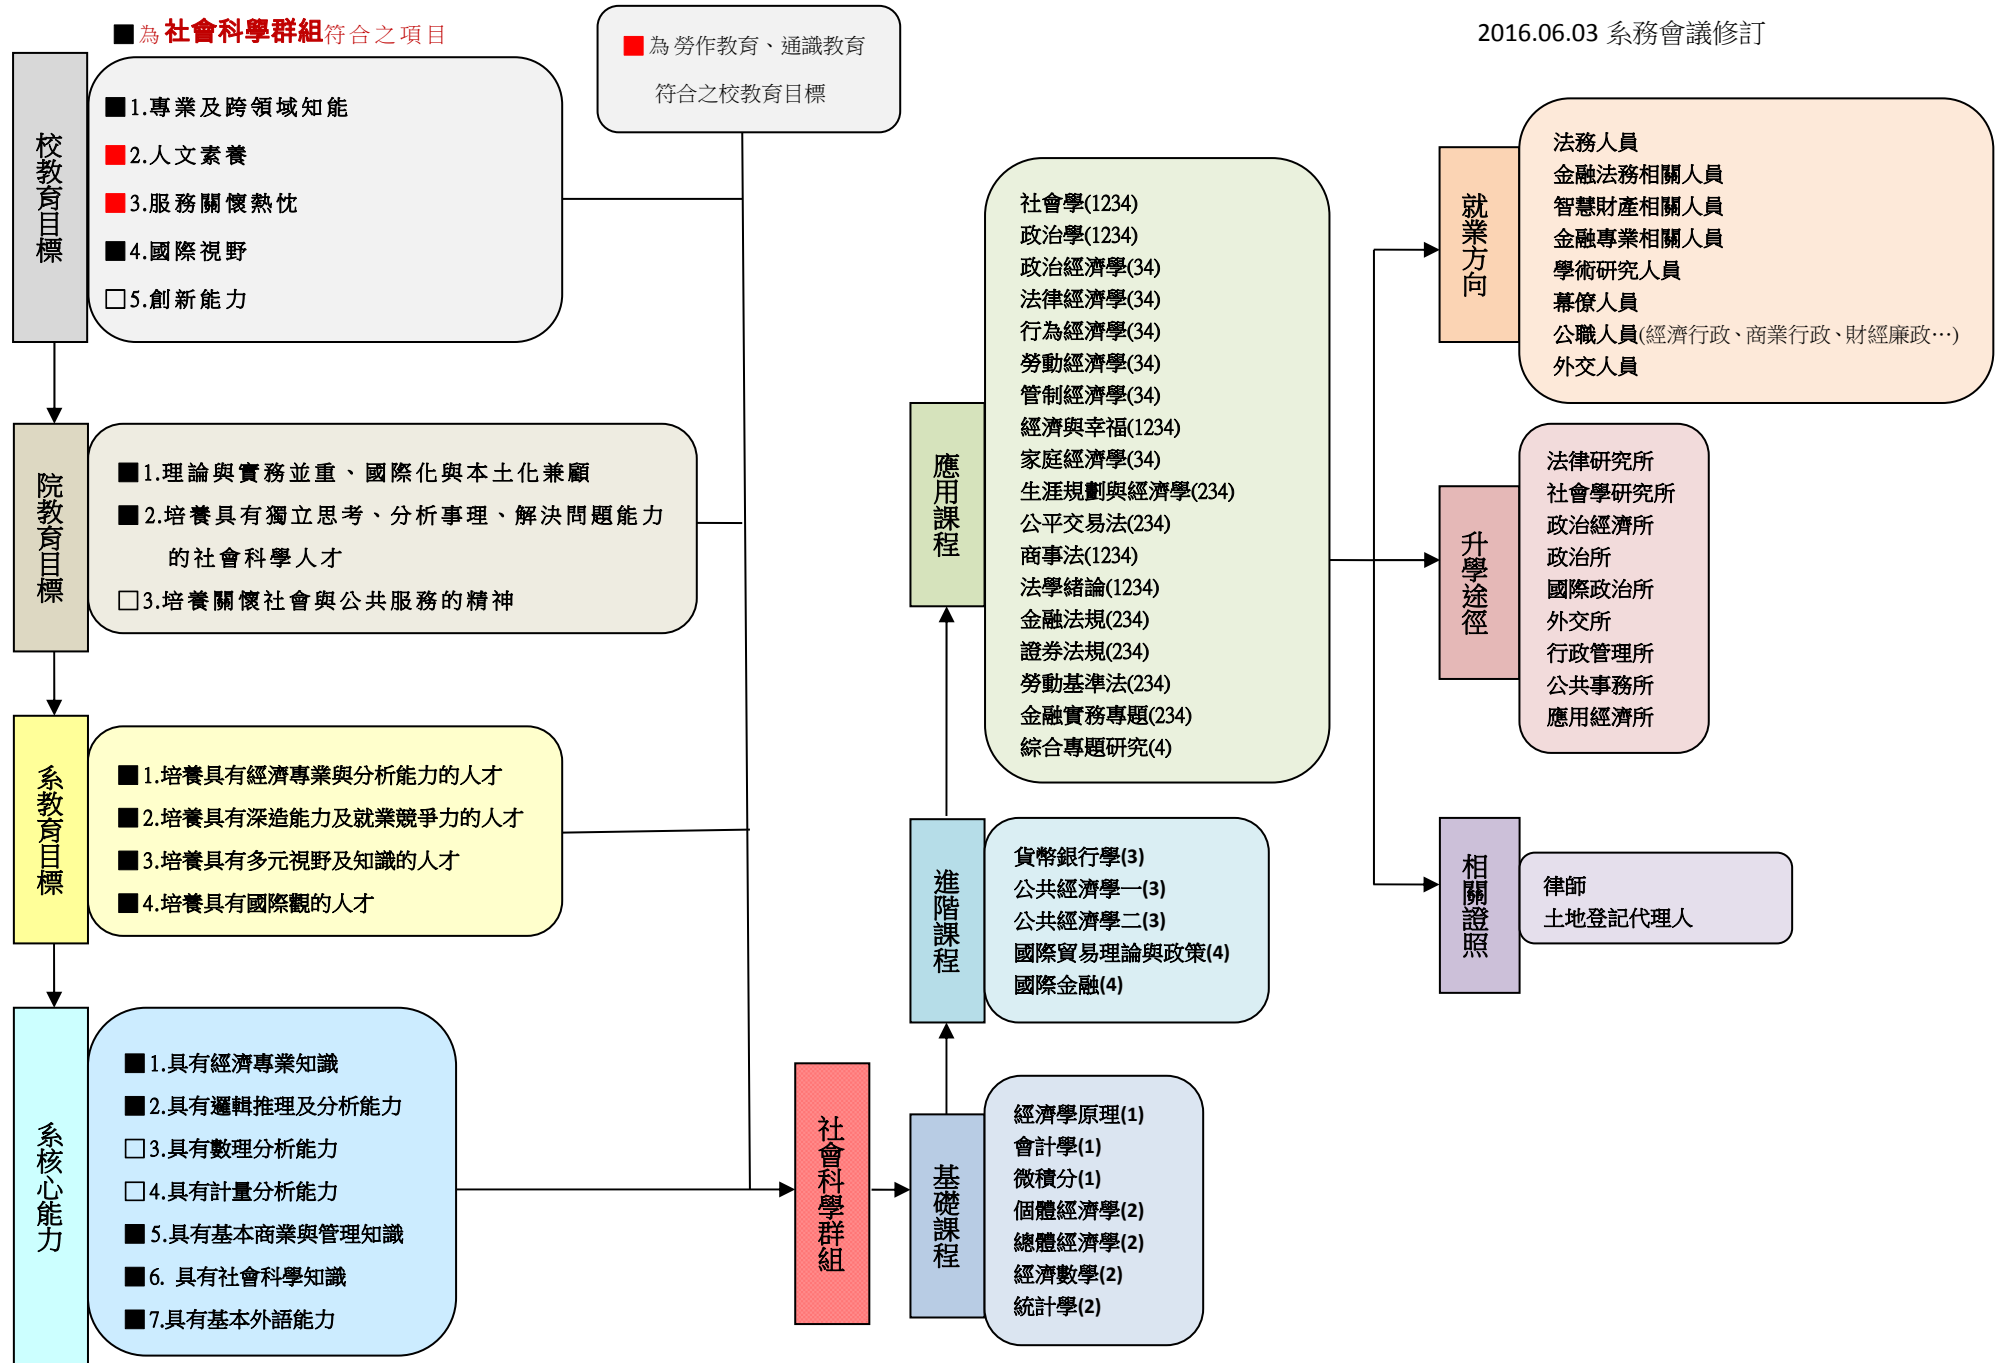 ■為 社會科學群組符合之項目
■為 勞作教育、通識教育
符合之校教育目標
2016.06.03 系務會議修訂
校教育目標
■1.專業及跨領域知能
■2.人文素養
■3.服務關懷熱忱
■4.國際視野
□5.創新能力
院教育目標
■1.理論與實務並重、國際化與本土化兼顧
■2.培養具有獨立思考、分析事理、解決問題能力
的社會科學人才
□3.培養關懷社會與公共服務的精神
系教育目標
■1.培養具有經濟專業與分析能力的人才
■2.培養具有深造能力及就業競爭力的人才
■3.培養具有多元視野及知識的人才
■4.培養具有國際觀的人才
系核心能力
■1.具有經濟專業知識
■2.具有邏輯推理及分析能力
□3.具有數理分析能力
□4.具有計量分析能力
■5.具有基本商業與管理知識
■6. 具有社會科學知識
■7.具有基本外語能力
社會科學群組
基礎課程
經濟學原理(1)
會計學(1)
微積分(1)
個體經濟學(2)
總體經濟學(2)
經濟數學(2)
統計學(2)
進階課程
貨幣銀行學(3)
公共經濟學一(3)
公共經濟學二(3)
國際貿易理論與政策(4)
國際金融(4)
應用課程
社會學(1234)
政治學(1234)
政治經濟學(34)
法律經濟學(34)
行為經濟學(34)
勞動經濟學(34)
管制經濟學(34)
經濟與幸福(1234)
家庭經濟學(34)
生涯規劃與經濟學(234)
公平交易法(234)
商事法(1234)
法學緒論(1234)
金融法規(234)
證券法規(234)
勞動基準法(234)
金融實務專題(234)
綜合專題研究(4)
就業方向
法務人員
金融法務相關人員
智慧財產相關人員
金融專業相關人員
學術研究人員
幕僚人員
公職人員(經濟行政、商業行政、財經廉政…)
外交人員
升學途徑
法律研究所
社會學研究所
政治經濟所
政治所
國際政治所
外交所
行政管理所
公共事務所
應用經濟所
相關證照
律師
土地登記代理人